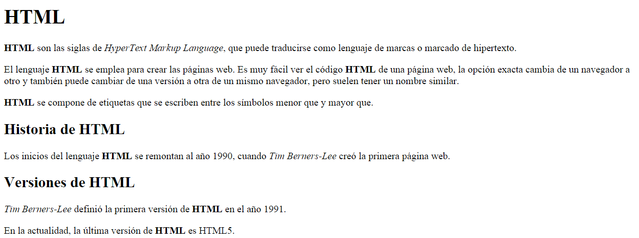 HTML
HTML son las siglas de HyperText Markup Language, que puede traducirse como lenguaje de marcas o marcado de hipertexto.
El lenguaje HTML se emplea para crear las páginas web. Es muy fácil ver el código HTML de una página web, la opción exacta cambia de un navegador a
otro y también puede cambiar de una versión a otra de un mismo navegador, pero suelen tener un nombre similar.
HTML se compone de etiquetas que se escriben entre los símbolos menor que y mayor que.
Historia de HTML
Los inicios del lenguaje HTML se remontan al año 1990, cuando Tim Berners-Lee creó la primera página web.
Versiones de HTML
Tim Berners-Lee definió la primera versión de HTML en el año 1991.
En la actualidad, la última versión de HTML es HTML5.